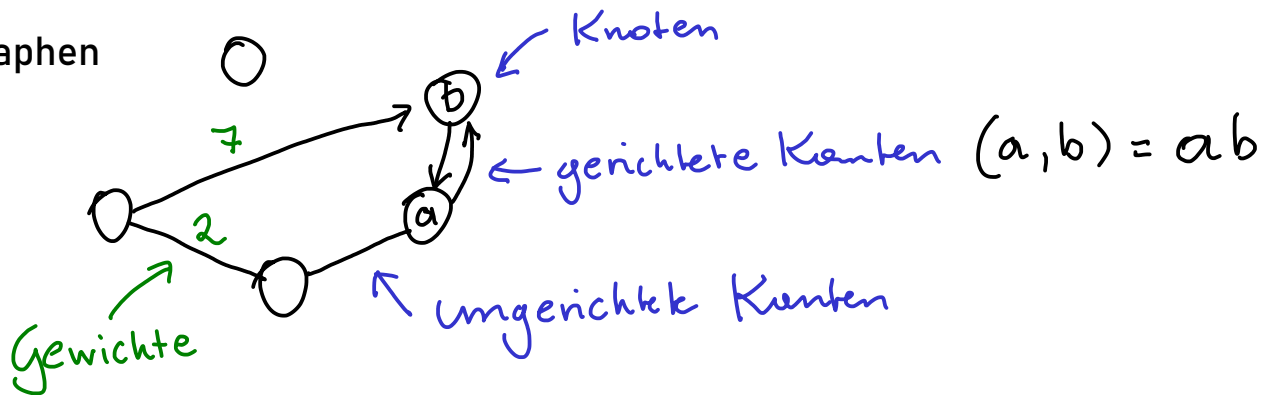 aphen
Knoten
b
7
gerichtete Kanten (a,b) = ab
a
2
ungerichtete Kanten
Gewichte